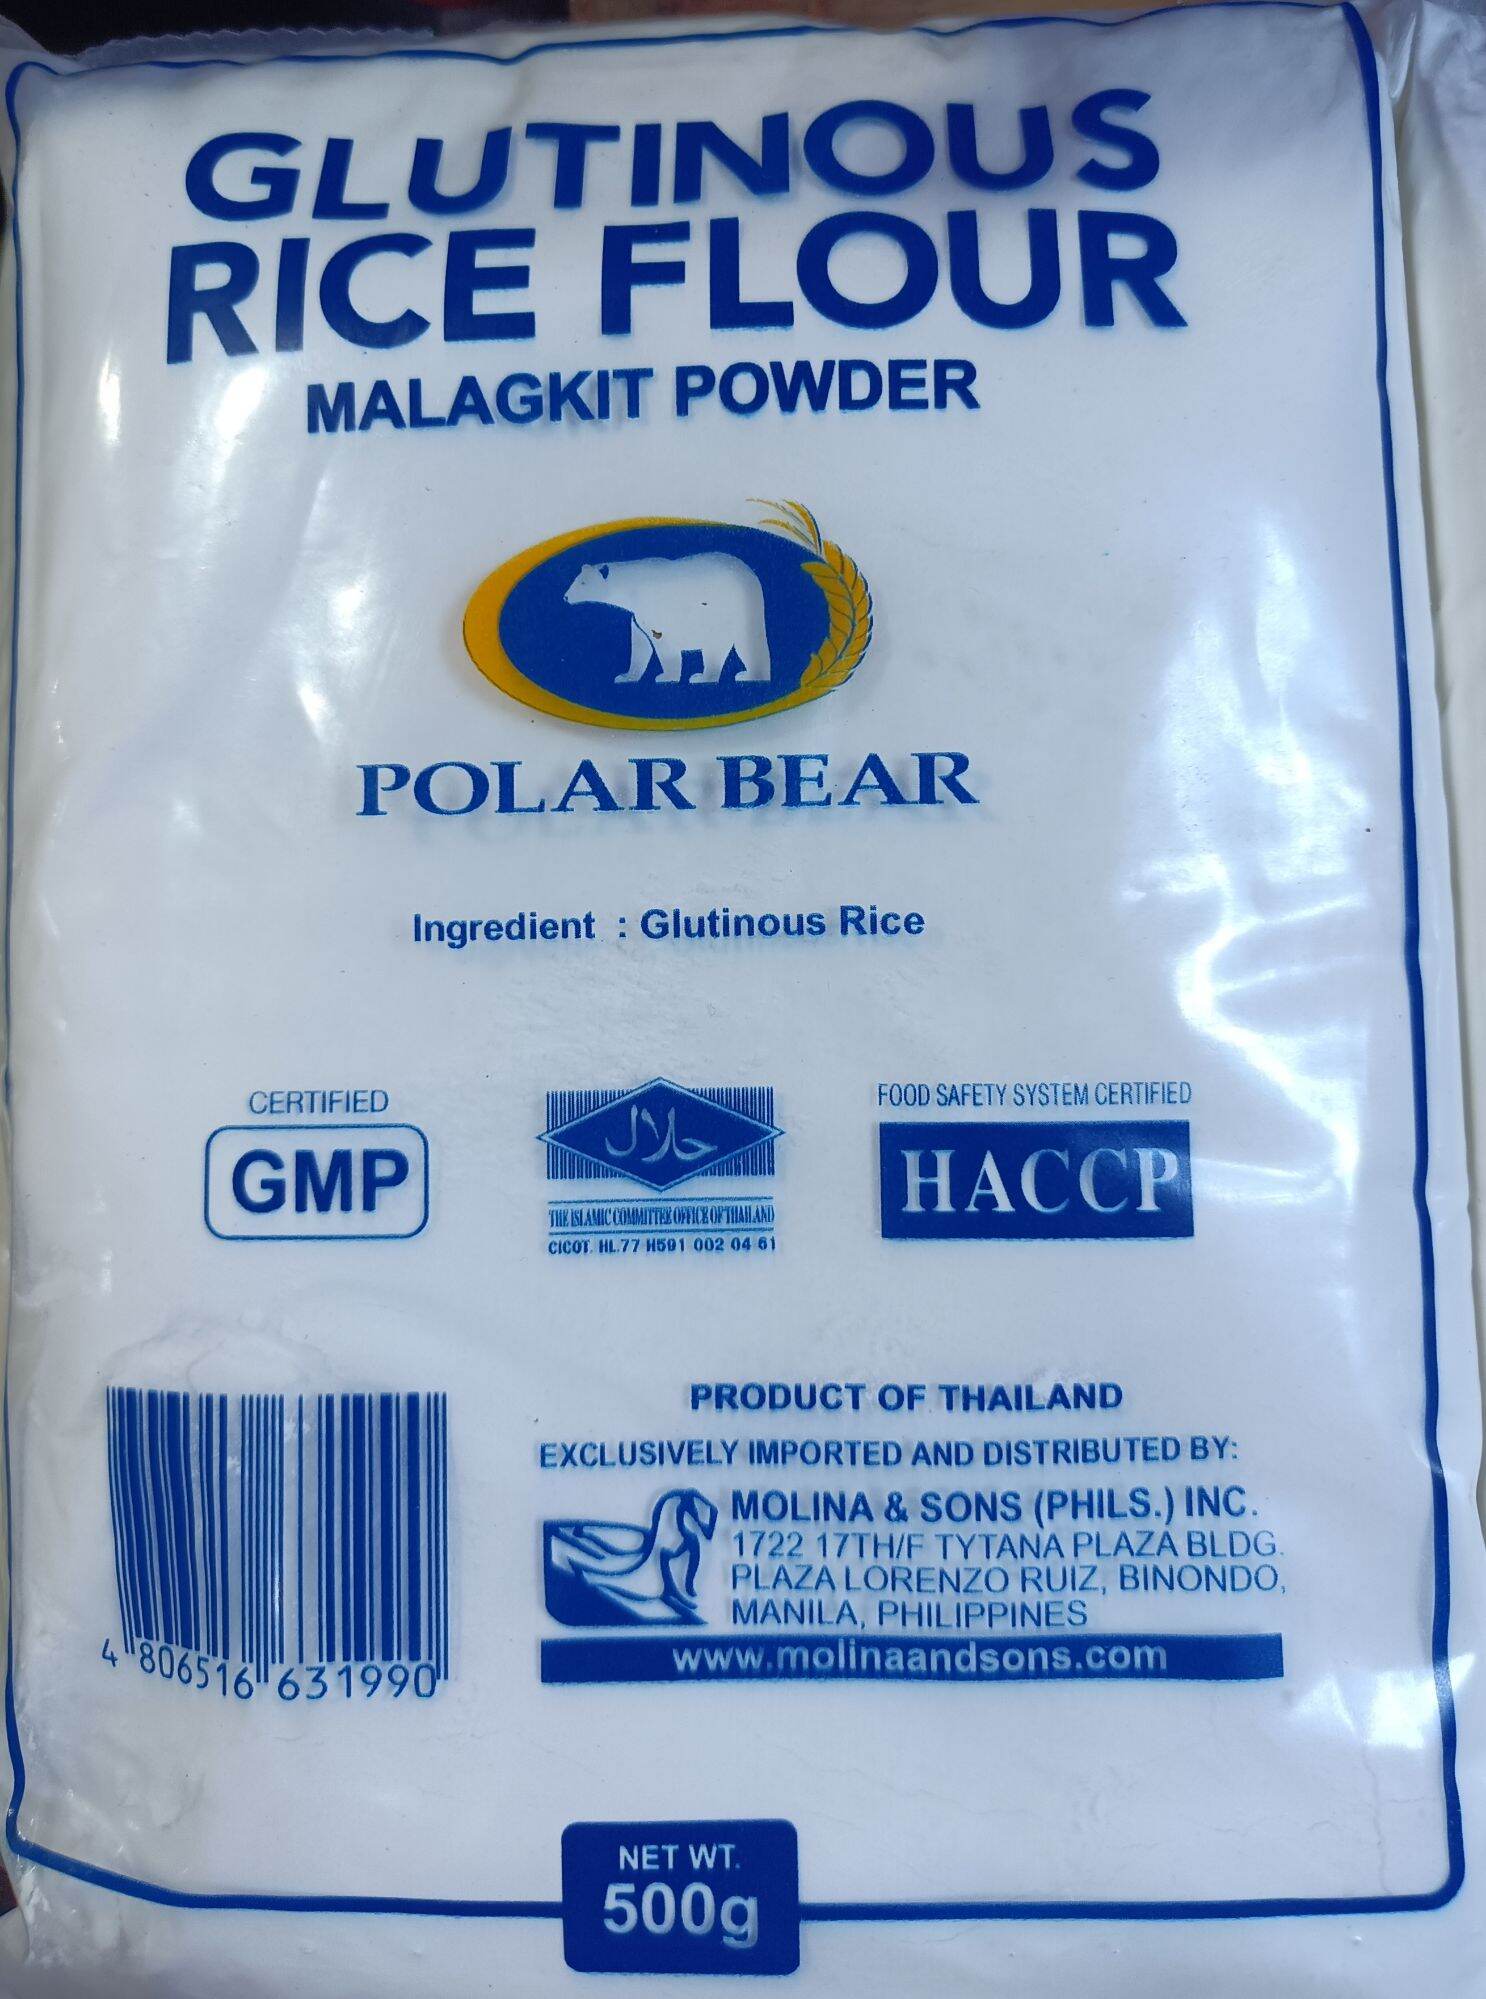 GLUTINOUS
RICE FLOUR
MALAGKIT POWDER
POLAR BEAR
Ingredient : Glutinous Rice
CERTIFIED
GMP
حلال
THE ISLAMIC COMMITTEE OFFICE OF THAILAND
CICOT. HL.77 H591 002 04 61
FOOD SAFETY SYSTEM CERTIFIED
HACCP
4 806516 631990
PRODUCT OF THAILAND
EXCLUSIVELY IMPORTED AND DISTRIBUTED BY:
MOLINA & SONS (PHILS.) INC.
1722 17TH/F TYTANA PLAZA BLDG.
PLAZA LORENZO RUIZ, BINONDO,
MANILA, PHILIPPINES
www.molinaandsons.com
NET WT.
500g